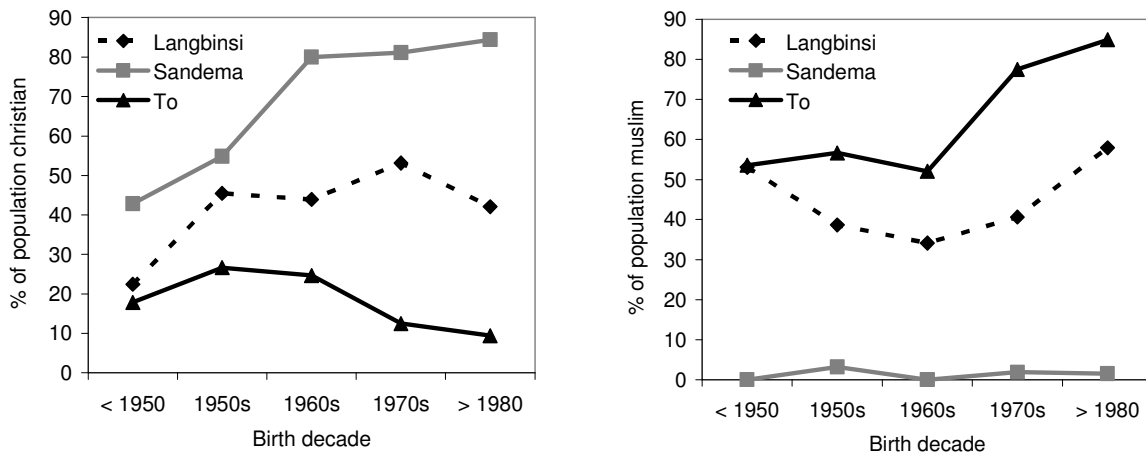 % of population christian
90
80
70
60
50
40
30
20
10
0
Langbinsi
Sandema
To
< 1950
1950s
1960s
1970s
> 1980
Birth decade
% of population muslim
90
80
70
60
50
40
30
20
10
0
Langbinsi
Sandema
To
< 1950
1950s
1960s
1970s
> 1980
Birth decade